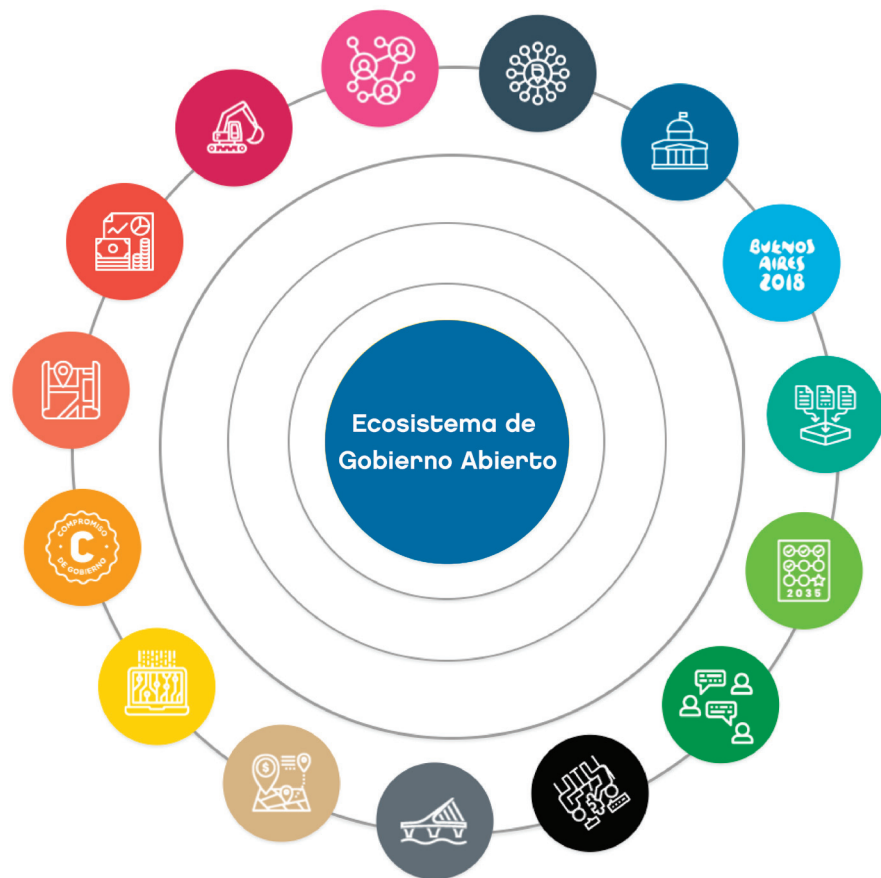 BUENOS
AIRES
2018
Ecosistema de
Gobierno Abierto
COMPROMISO
C
DE GOBIERNO
2035
$